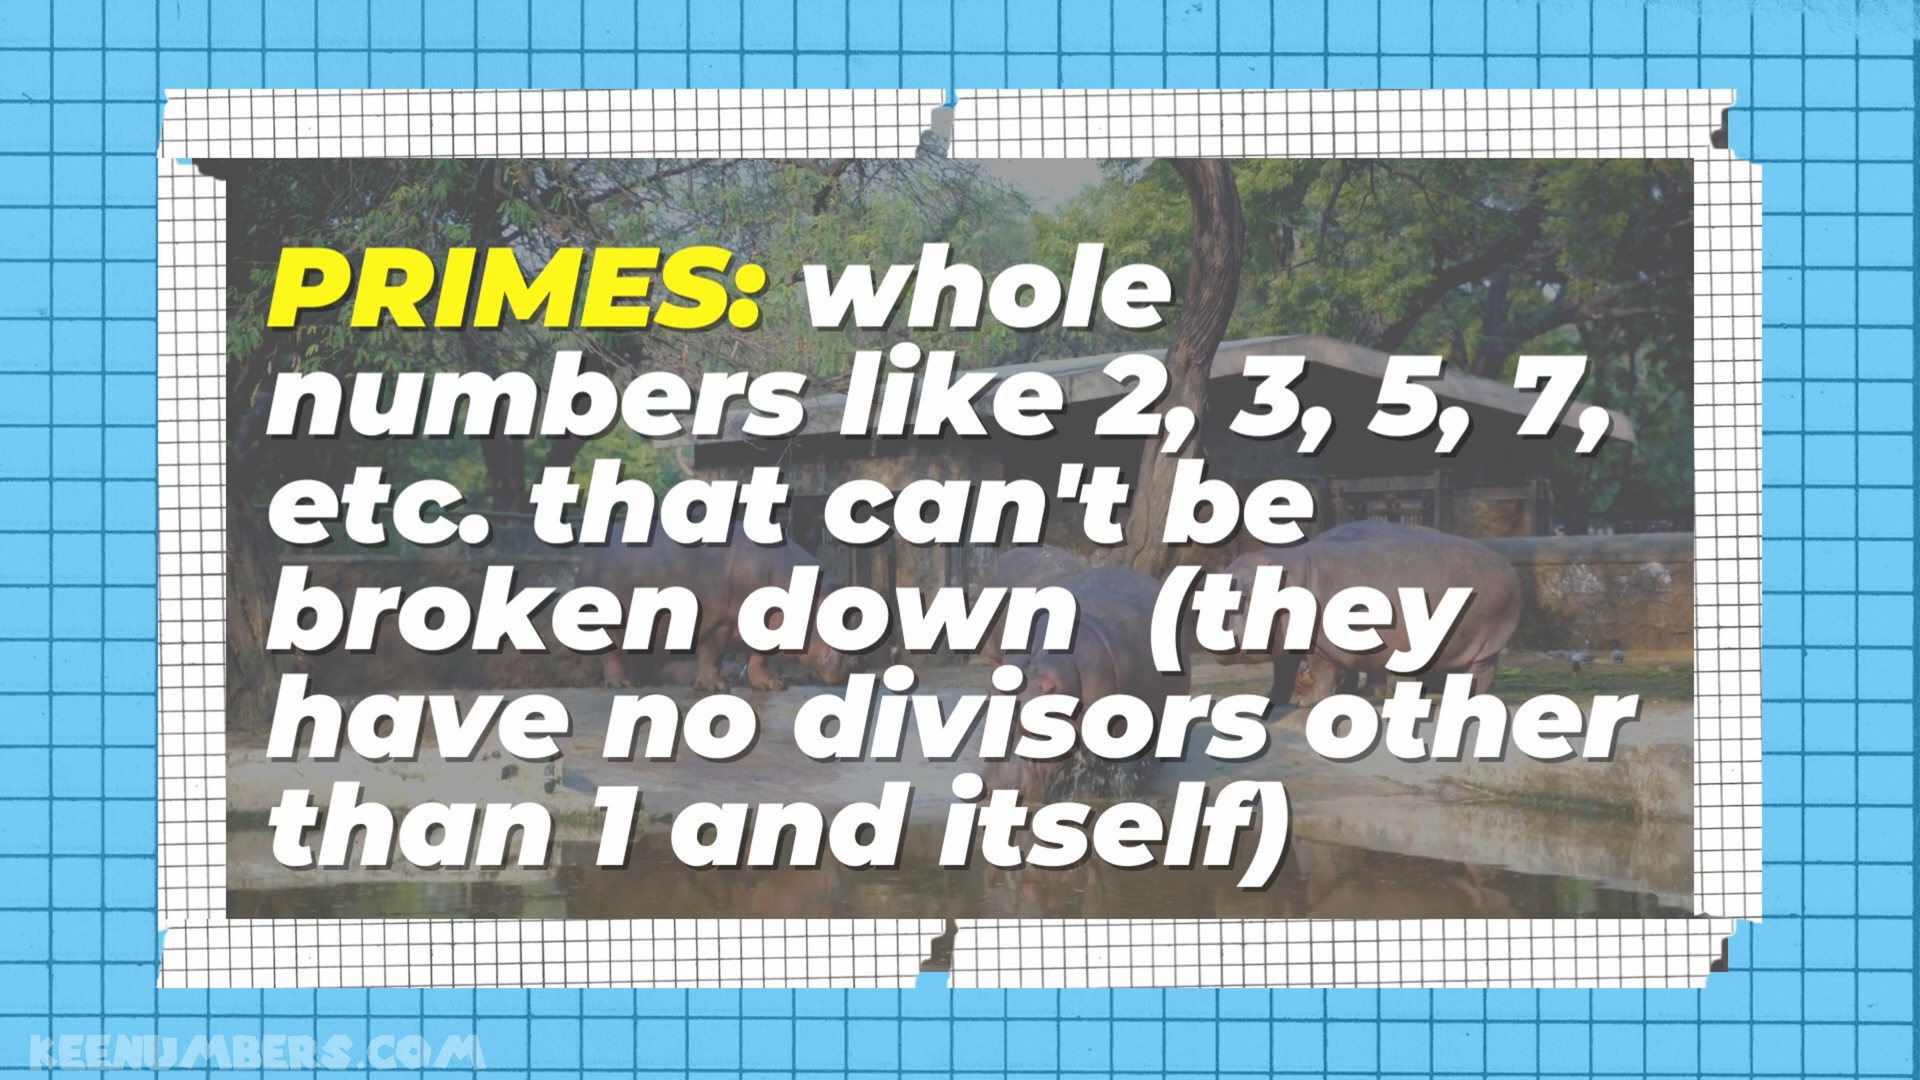 PRIMES: whole
numbers like 2, 3, 5, 7,
etc. that can't be
broken down  (they
have no divisors other
than 1 and itself)
KEENUMBERS.COM